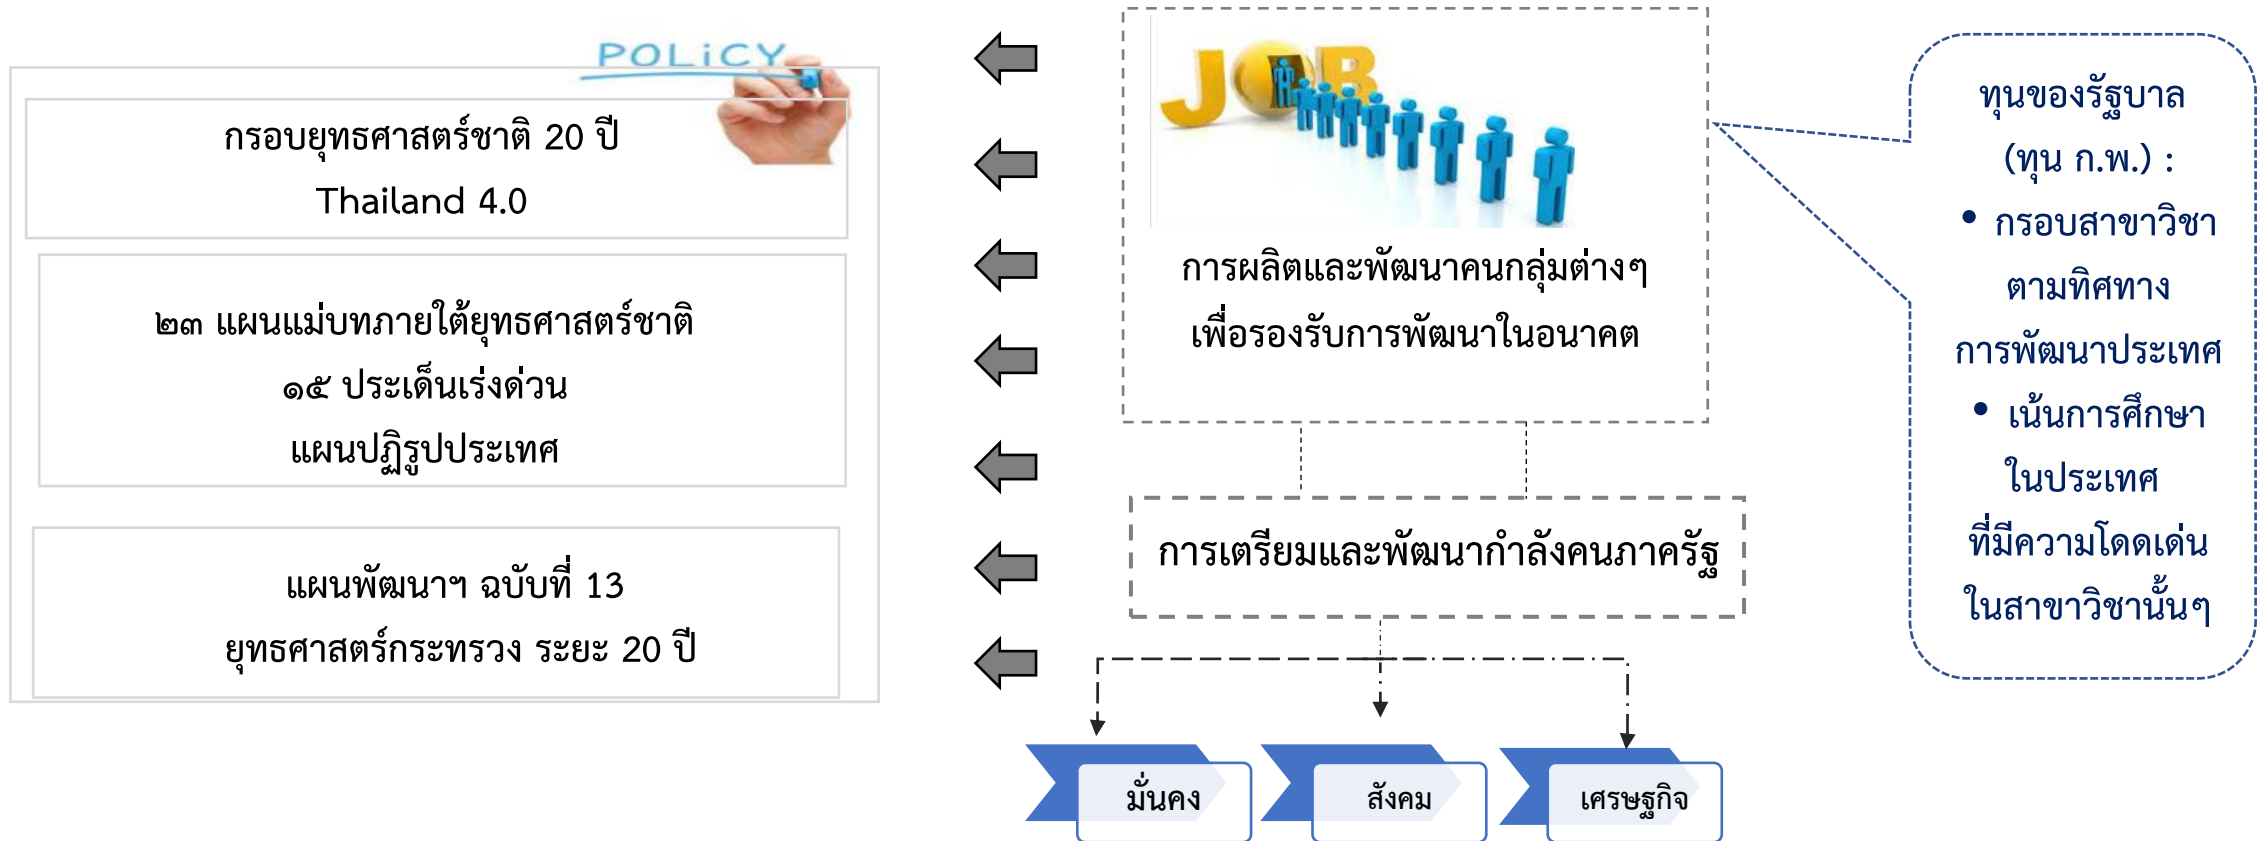 POLiCY
กรอบยุทธศาสตร์ชาติ 20 ปี
Thailand 4.0
๒๓ แผนแม่บทภายใต้ยุทธศาสตร์ชาติ
๑๕ ประเด็นเร่งด่วน
แผนปฏิรูปประเทศ
แผนพัฒนาฯ ฉบับที่ 13
ยุทธศาสตร์กระทรวง ระยะ 20 ปี
JOB
การผลิตและพัฒนาคนกลุ่มต่างๆ
เพื่อรองรับการพัฒนาในอนาคต
การเตรียมและพัฒนากำลังคนภาครัฐ
มั่นคง
สังคม
เศรษฐกิจ
ทุนของรัฐบาล
(ทุน ก.พ.) :
• กรอบสาขาวิชา
ตามทิศทาง
การพัฒนาประเทศ
• เน้นการศึกษา
ในประเทศ
ที่มีความโดดเด่น
ในสาขาวิชานั้นๆ